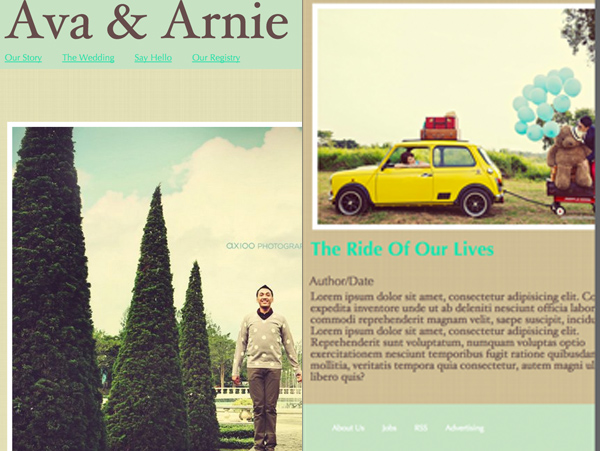 Ava & Arnie
Our Story The Wedding Say Hello Our Registry
axioo PHOTOGRA
The Ride Of Our Lives
Author/Date
Lorem ipsum dolor sit amet, consectetur adipisicing elit. Co
expedita inventore unde ut ab deleniti nesciunt officia labor
commodi reprehenderit magnam velit, saepe suscipit, incidu
Lorem ipsum dolor sit amet, consectetur adipisicing elit.
Reprehenderit sunt voluptatum, numquam voluptas optio
exercitationem nesciunt temporibus fugit ratione quibusdan
mollitia, veritatis tempora quia consectetur, autem magni ul
libero quis?
About Us Jobs RSS Advertising